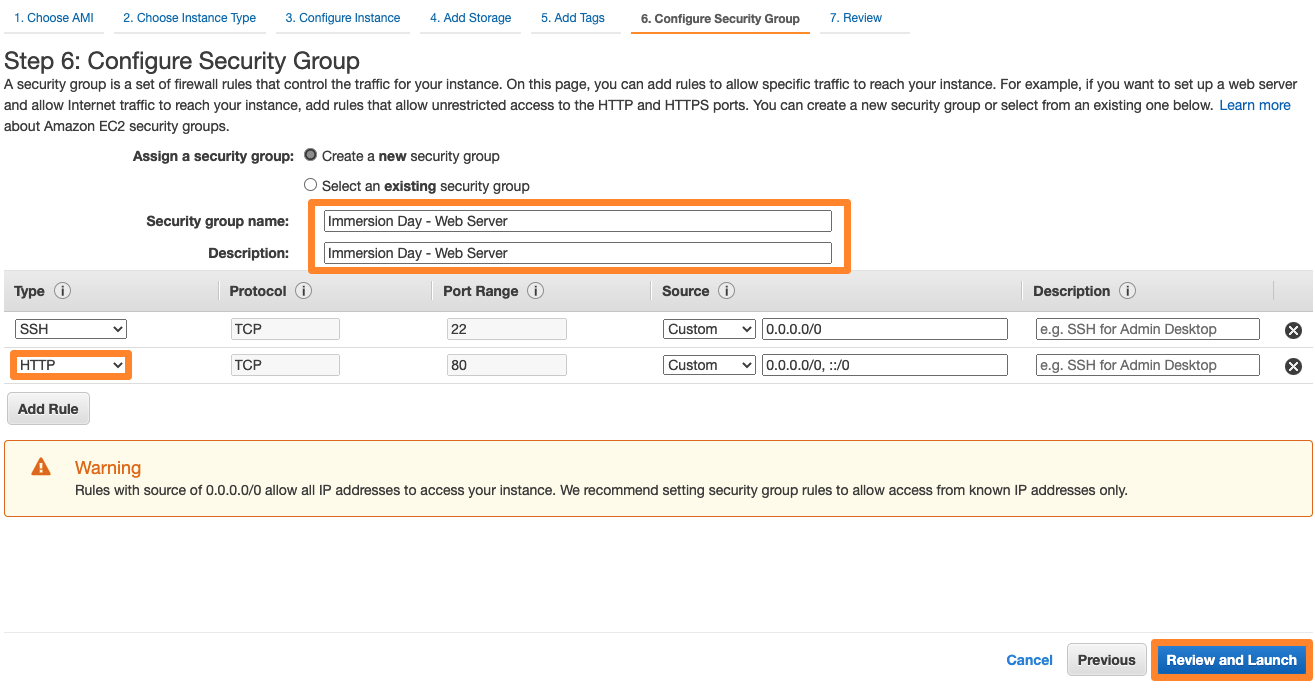 1. Choose AMI 2. Choose Instance Type 3. Configure Instance 4. Add Storage 5. Add Tags 6. Configure Security Group 7. Review
Step 6: Configure Security Group
A security group is a set of firewall rules that control the traffic for your instance. On this page, you can add rules to allow specific traffic to reach your instance. For example, if you want to set up a web server
and allow Internet traffic to reach your instance, add rules that allow unrestricted access to the HTTP and HTTPS ports. You can create a new security group or select from an existing one below. Learn more
about Amazon EC2 security groups.
Assign a security group: Create a new security group
Select an existing security group
Security group name: Immersion Day - Web Server
Description: Immersion Day - Web Server
Type Protocol Port Range Source Description
SSH TCP 22 Custom 0.0.0.0/0 e.g. SSH for Admin Desktop
HTTP TCP 80 Custom 0.0.0.0/0, ::/0 e.g. SSH for Admin Desktop
Add Rule
Warning
Rules with source of 0.0.0.0/0 allow all IP addresses to access your instance. We recommend setting security group rules to allow access from known IP addresses only.
Cancel Previous Review and Launch